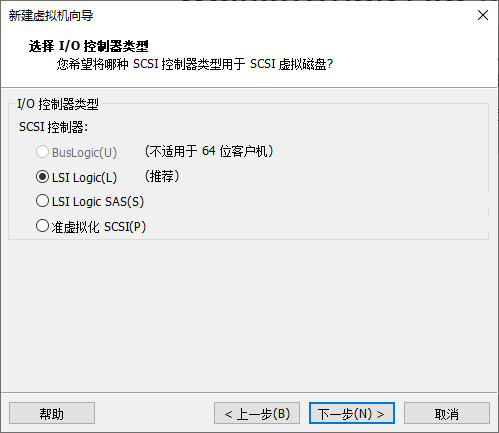 新建虚拟机向导
选择 I/O 控制器类型
您希望将哪种 SCSI 控制器类型用于 SCSI 虚拟磁盘?
I/O 控制器类型
SCSI 控制器:
BusLogic(U) (不适用于 64 位客户机)
LSI Logic(L) (推荐)
LSI Logic SAS(S)
准虚拟化 SCSI(P)
帮助 < 上一步(B) 下一步(N) > 取消